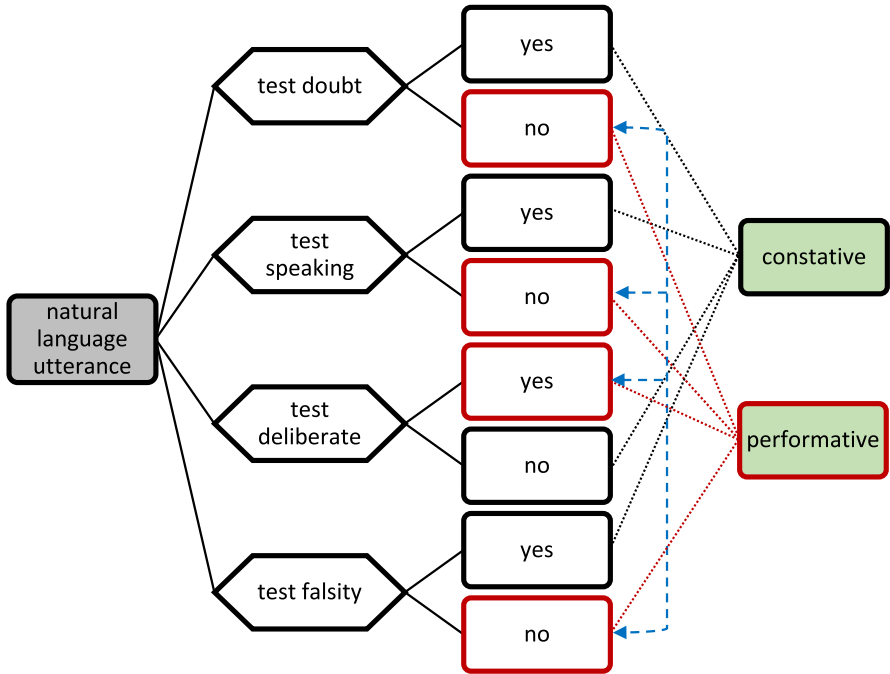 natural
language
utterance
test doubt
yes
no
test
speaking
yes
no
test
deliberate
yes
no
test falsity
yes
no
constative
performative